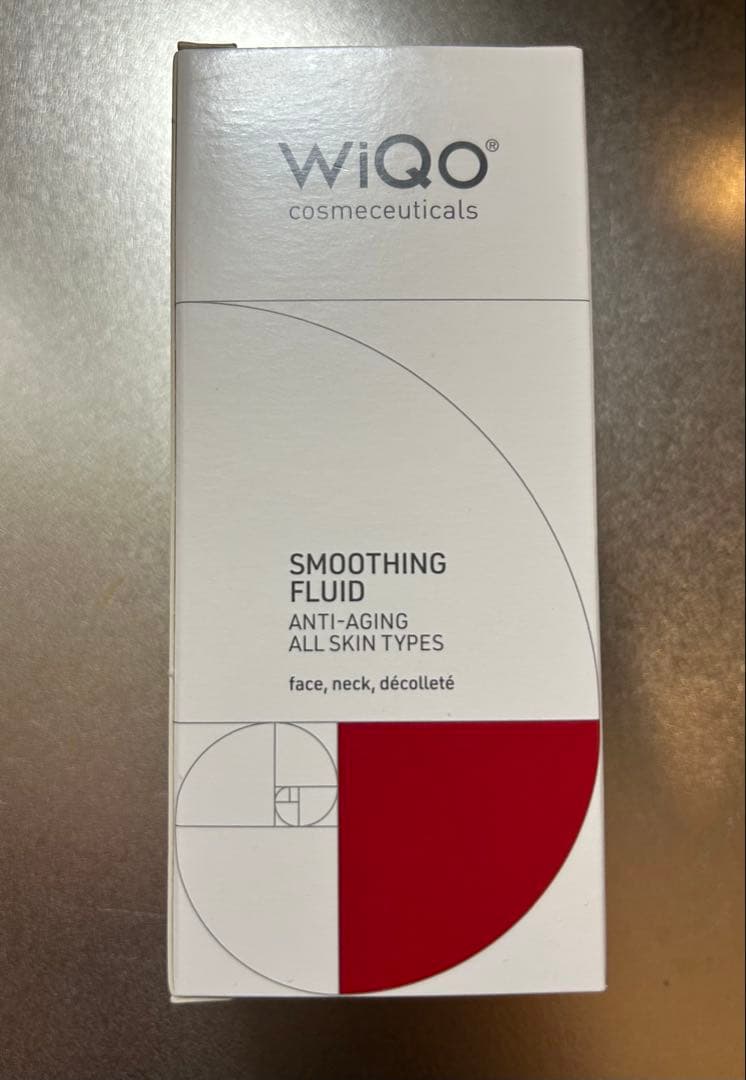 WiQo®
cosmeceuticals
SMOOTHING
FLUID
ANTI-AGING
ALL SKIN TYPES
face, neck, décolleté